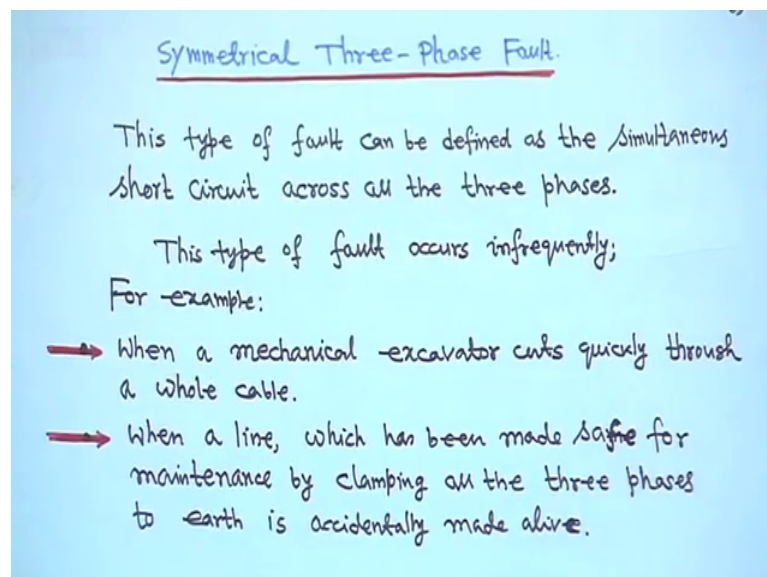 Symmetrical Three-Phase Fault.
This type of fault can be defined as the simultaneous
short circuit across all the three phases.
This type of fault occurs infrequently;
For example:
When a mechanical excavator cuts quickly through
a whole cable.
When a line, which has been made safe for
maintenance by clamping all the three phases
to earth is accidentally made alive.